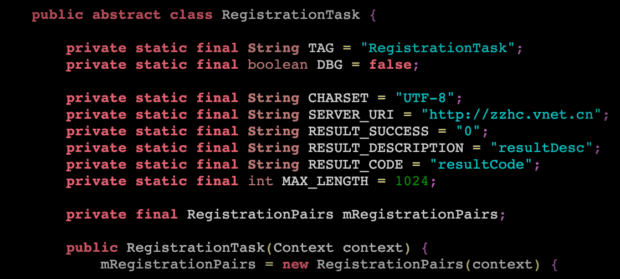 public abstract class RegistrationTask {
private static final String TAG = "RegistrationTask";
private static final boolean DBG = false;
private static final String CHARSET = "UTF-8";
private static final String SERVER_URI = "http://zzhc.vnet.cn";
private static final String RESULT_SUCCESS = "0";
private static final String RESULT_DESCRIPTION = "resultDesc";
private static final String RESULT_CODE = "resultCode";
private static final int MAX_LENGTH = 1024;
private final RegistrationPairs mRegistrationPairs;
public RegistrationTask(Context context) {
mRegistrationPairs = new RegistrationPairs(context) {